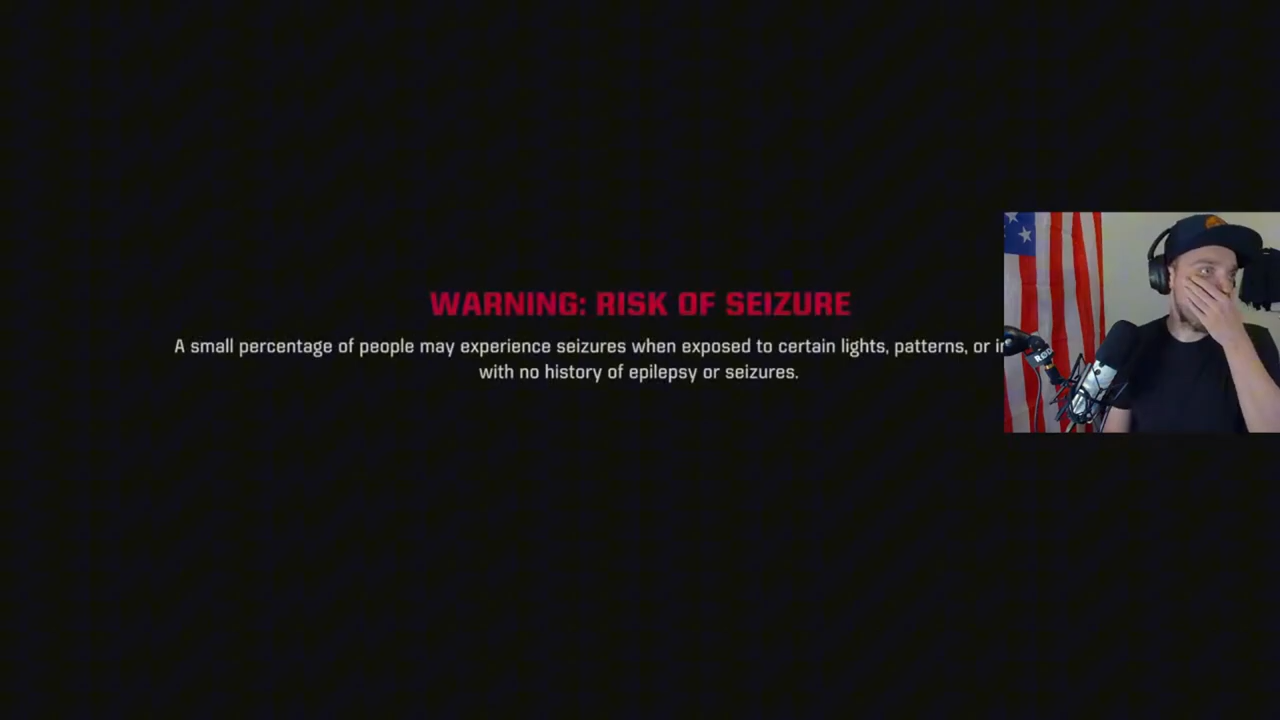 WARNING: RISK OF SEIZURE
A small percentage of people may experience seizures when exposed to certain lights, patterns, or
with no history of epilepsy or seizures.